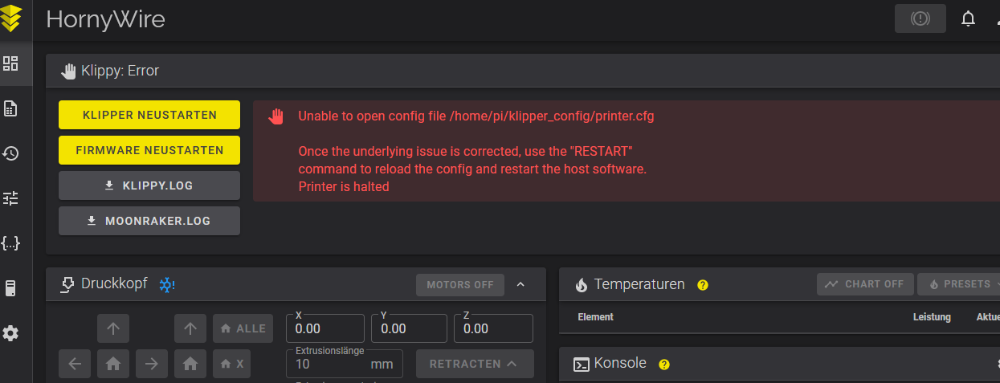 HornyWire
Klippy: Error
KLIPPER NEUSTARTEN
FIRMWARE NEUSTARTEN
KLIPPY.LOG
MOONRAKER.LOG
Unable to open config file /home/pi/klipper_config/printer.cfg
Once the underlying issue is corrected, use the "RESTART"
command to reload the config and restart the host software.
Printer is halted
Druckkopf
MOTORS OFF
ALLE
X
0.00
Y
0.00
Z
0.00
X
Extrusionslänge
10 mm
RETRACTEN
Temperaturen
CHART OFF
PRESETS
Element
Leistung
Aktue
Konsole